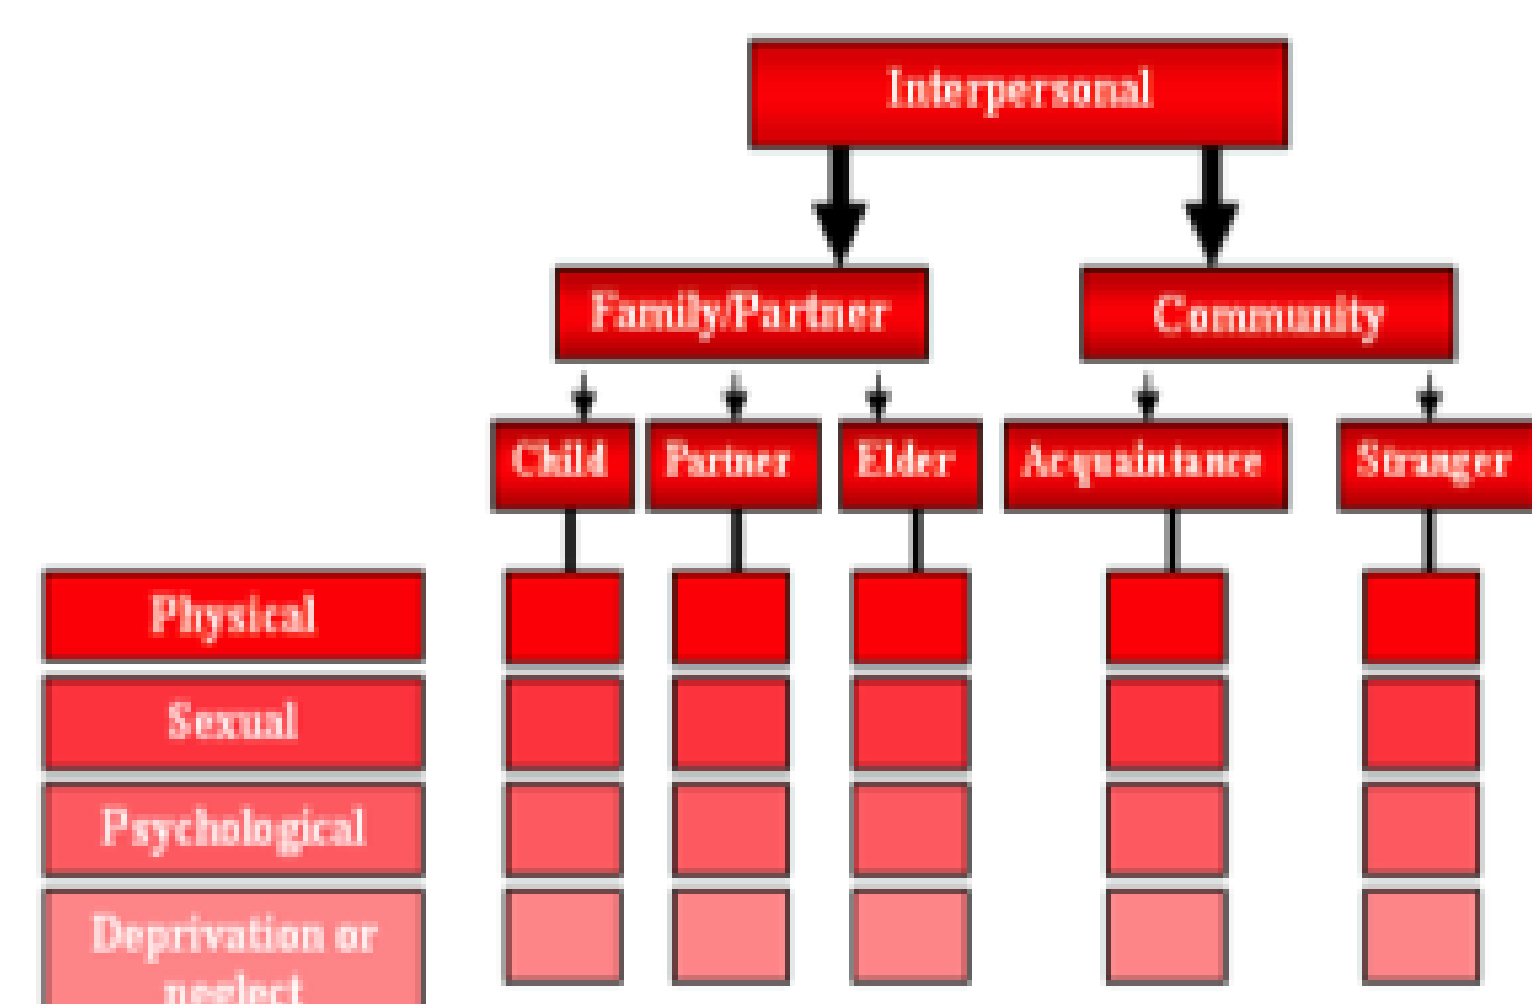 Interpersonal
Family/Partner
Community
Child
Partner
Elder
Acquaintance
Stranger
Physical
Sexual
Psychological
Deprivation or
neglect